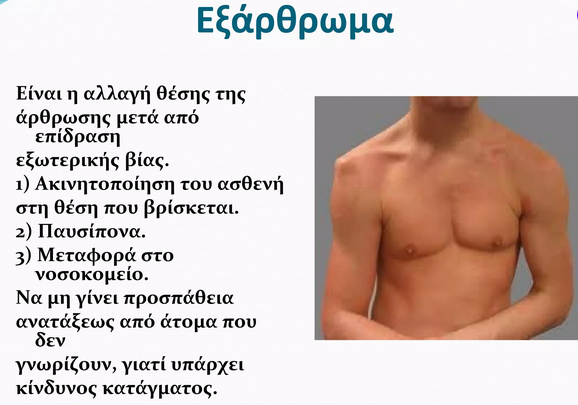 Εξάρθρωμα
Είναι η αλλαγή θέσης της
άρθρωσης μετά από
επίδραση
εξωτερικής βίας.
1) Ακινητοποίηση του ασθενή
στη θέση που βρίσκεται.
2) Παυσίπονα.
3) Μεταφορά στο
νοσοκομείο.
Να μη γίνει προσπάθεια
ανατάξεως από άτομα που
δεν
γνωρίζουν, γιατί υπάρχει
κίνδυνος κατάγματος.